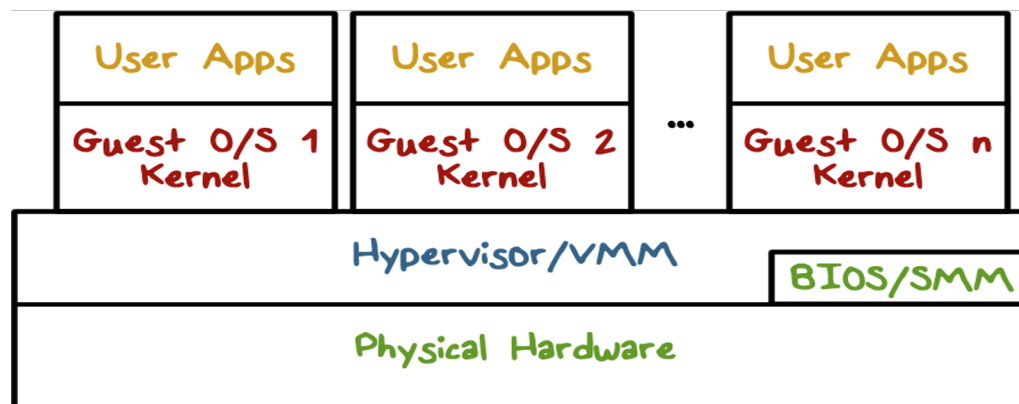 User Apps
User Apps
User Apps
Guest O/S 1
Kernel
Guest O/S 2
Kernel
...
Guest O/S n
Kernel
Hypervisor/VMM
BIOS/SMM
Physical Hardware